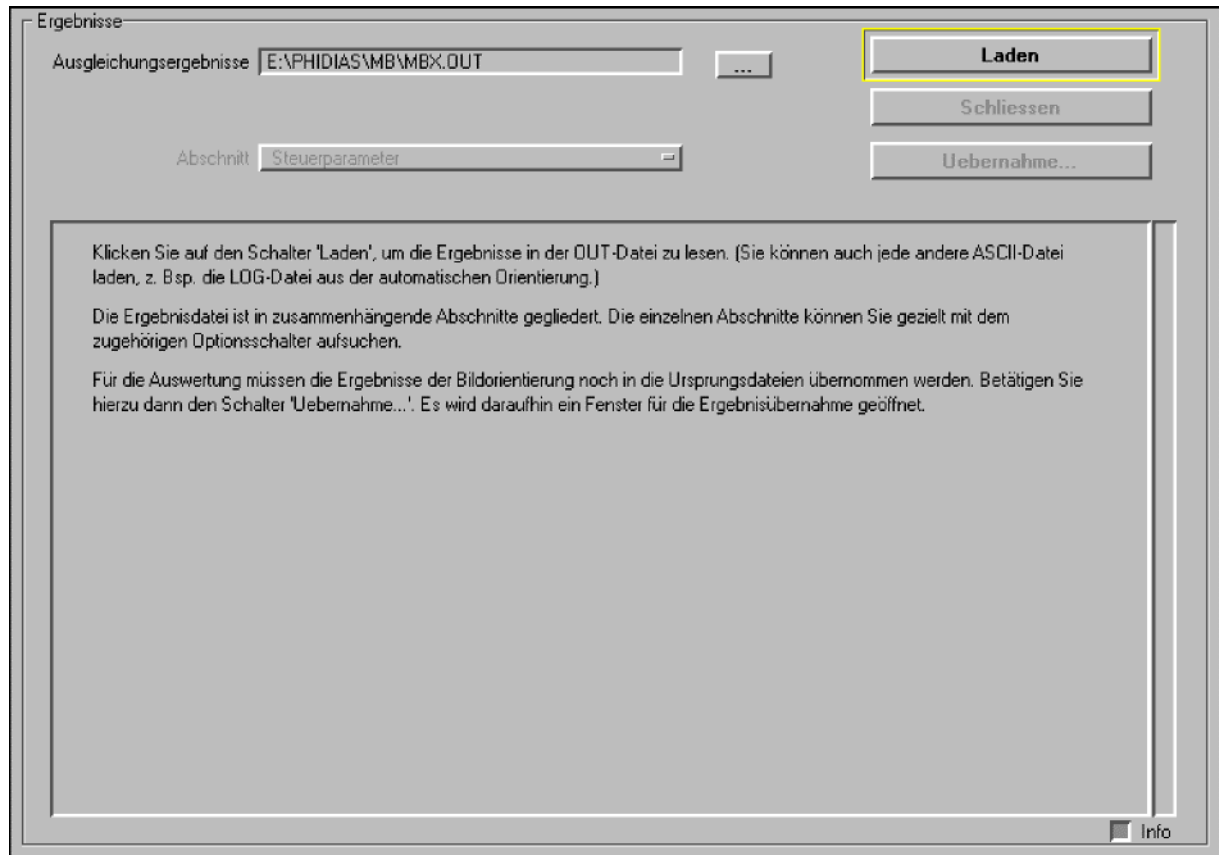 Ergebnisse
Ausgleichungsergebnisse E:\PHIDIAS\MB\MBX.OUT ... Laden
Schliessen
Abschnitt Steuerparameter Uebernahme...
Klicken Sie auf den Schalter 'Laden', um die Ergebnisse in der OUT-Datei zu lesen. (Sie können auch jede andere ASCII-Datei
laden, z. Bsp. die LOG-Datei aus der automatischen Orientierung.)
Die Ergebnisdatei ist in zusammenhängende Abschnitte gegliedert. Die einzelnen Abschnitte können Sie gezielt mit dem
zugehörigen Optionsschalter aufsuchen.
Für die Auswertung müssen die Ergebnisse der Bildorientierung noch in die Ursprungsdateien übernommen werden. Betätigen Sie
hierzu dann den Schalter 'Uebernahme...'. Es wird daraufhin ein Fenster für die Ergebnisübernahme geöffnet.
Info